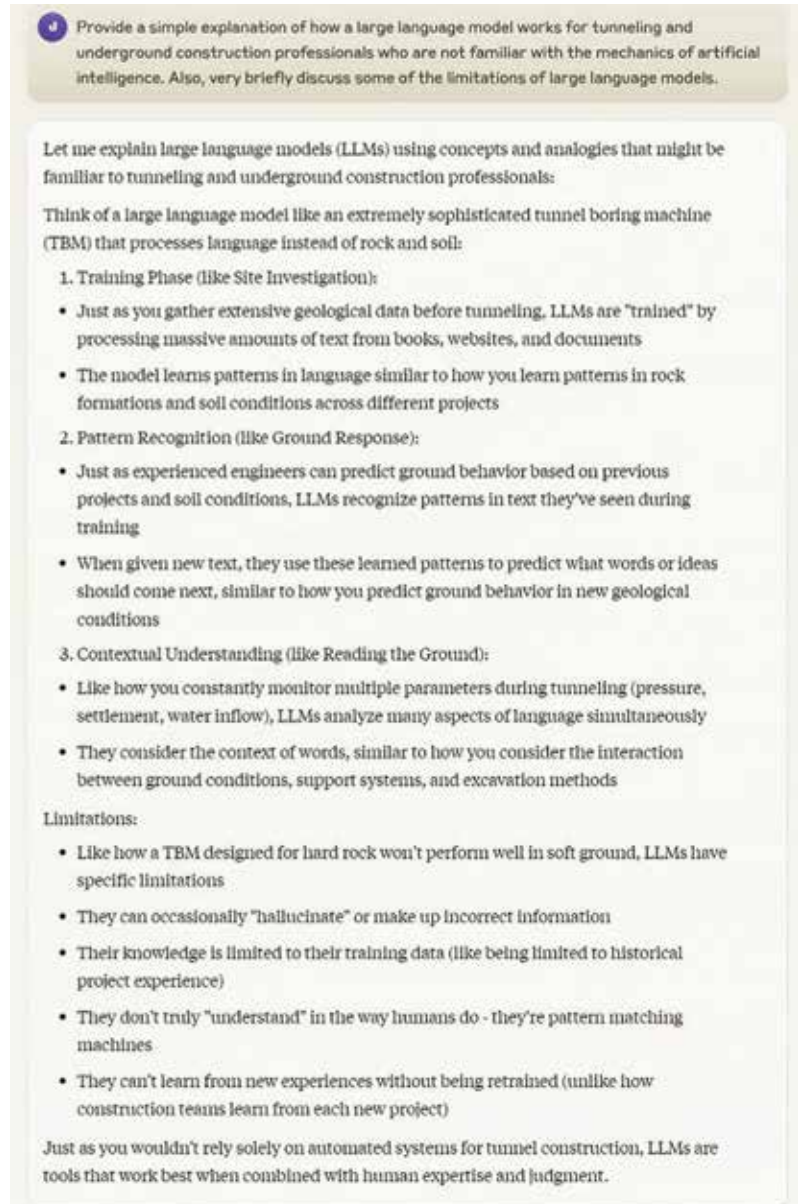 J
Provide a simple explanation of how a large language model works for tunneling and
underground construction professionals who are not familiar with the mechanics of artificial
intelligence. Also, very briefly discuss some of the limitations of large language models.
Let me explain large language models (LLMs) using concepts and analogies that might be
familiar to tunneling and underground construction professionals:
Think of a large language model like an extremely sophisticated tunnel boring machine
(TBM) that processes language instead of rock and soil:
1. Training Phase (like Site Investigation):
• Just as you gather extensive geological data before tunneling, LLMs are "trained" by
processing massive amounts of text from books, websites, and documents
• The model learns patterns in language similar to how you learn patterns in rock
formations and soil conditions across different projects
2. Pattern Recognition (like Ground Response):
• Just as experienced engineers can predict ground behavior based on previous
projects and soil conditions, LLMs recognize patterns in text they've seen during
training
• When given new text, they use these learned patterns to predict what words or ideas
should come next, similar to how you predict ground behavior in new geological
conditions
3. Contextual Understanding (like Reading the Ground):
• Like how you constantly monitor multiple parameters during tunneling (pressure,
settlement, water inflow), LLMs analyze many aspects of language simultaneously
• They consider the context of words, similar to how you consider the interaction
between ground conditions, support systems, and excavation methods
Limitations:
• Like how a TBM designed for hard rock won't perform well in soft ground, LLMs have
specific limitations
• They can occasionally "hallucinate" or make up incorrect information
• Their knowledge is limited to their training data (like being limited to historical
project experience)
• They don't truly "understand" in the way humans do - they're pattern matching
machines
• They can't learn from new experiences without being retrained (unlike how
construction teams learn from each new project)
Just as you wouldn't rely solely on automated systems for tunnel construction, LLMs are
tools that work best when combined with human expertise and judgment.